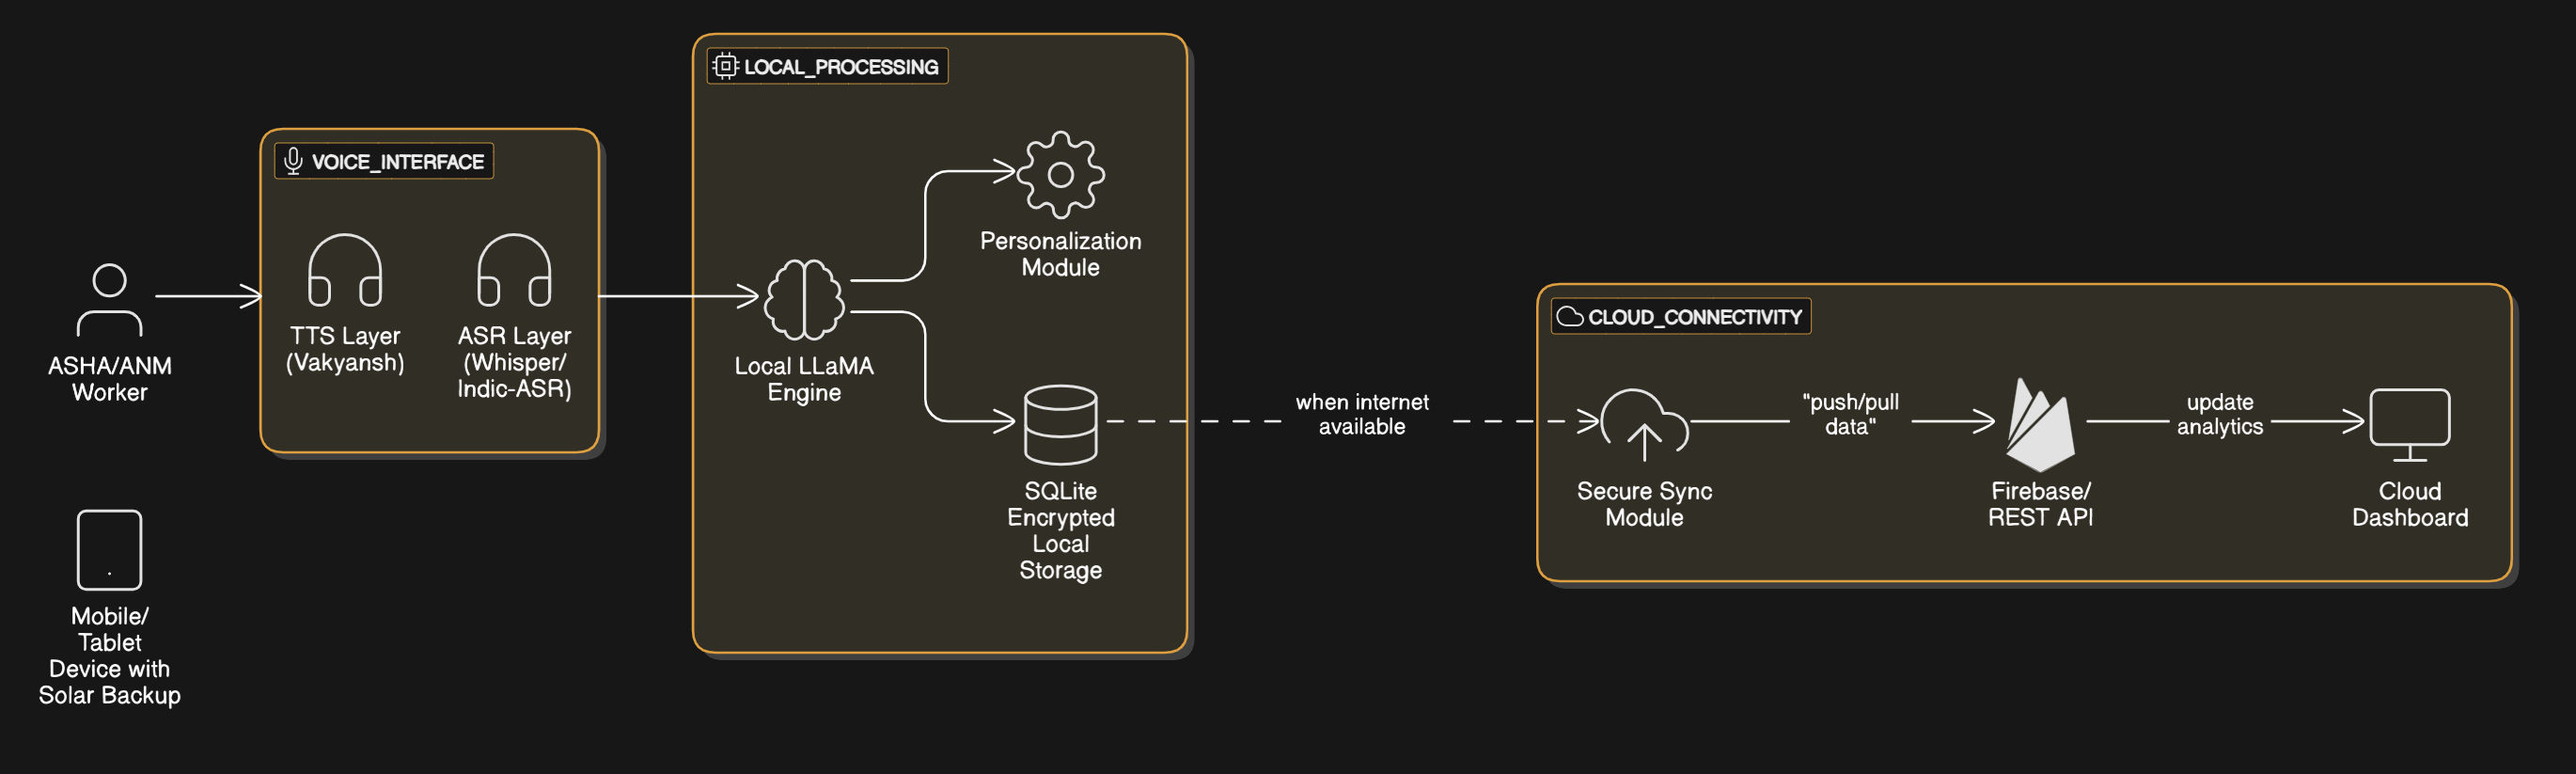 ASHA/ANM
Worker
Mobile/
Tablet
Device with
Solar Backup
VOICE_INTERFACE
TTS Layer
(Vakyansh)
ASR Layer
(Whisper/
Indic-ASR)
LOCAL_PROCESSING
Local LLaMA
Engine
Personalization
Module
SQLite
Encrypted
Local
Storage
when internet
available
CLOUD_CONNECTIVITY
Secure Sync
Module
"push/pull
data"
Firebase/
REST API
update
analytics
Cloud
Dashboard